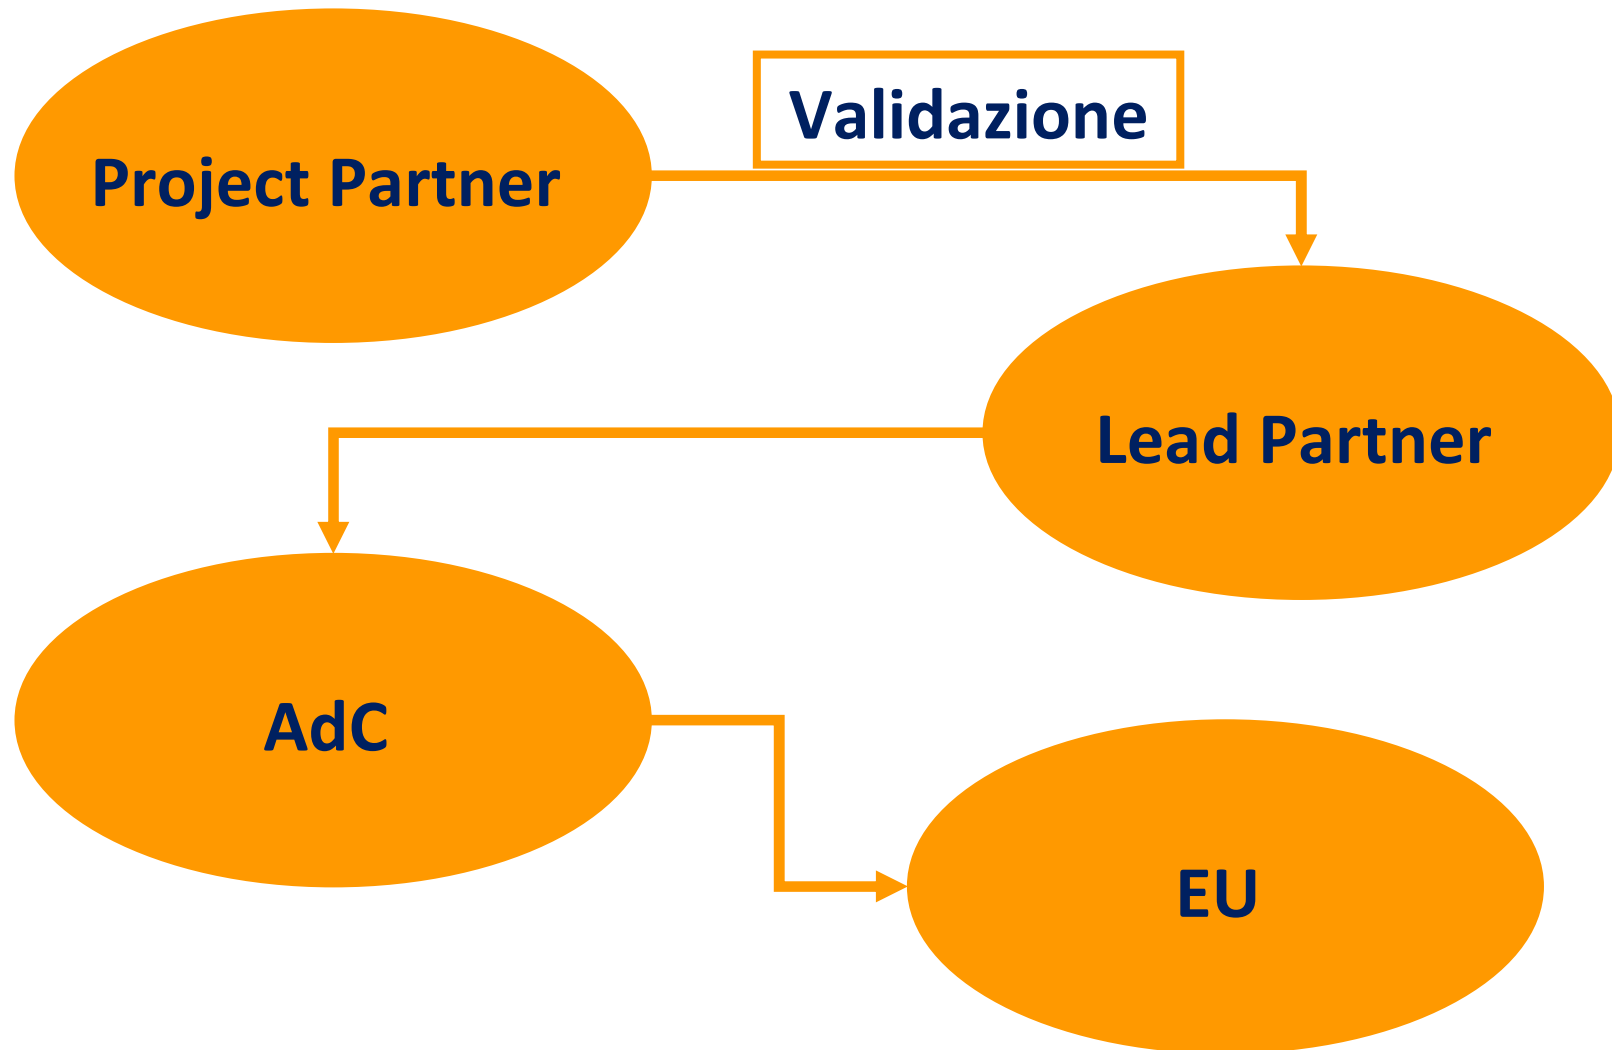 Validazione
Project Partner
Lead Partner
AdC
EU